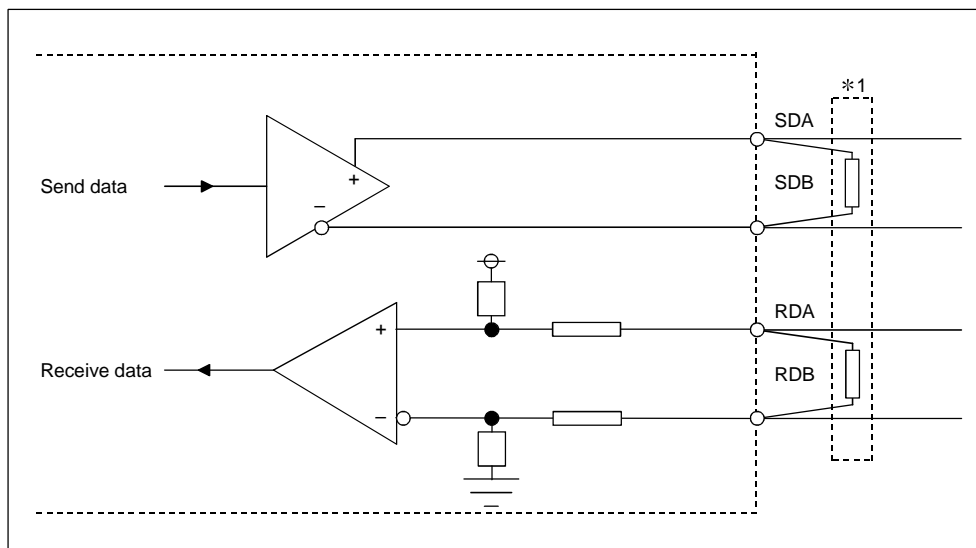 *1
SDA
Send data
+
SDB
−
RDA
+
Receive data
RDB
−